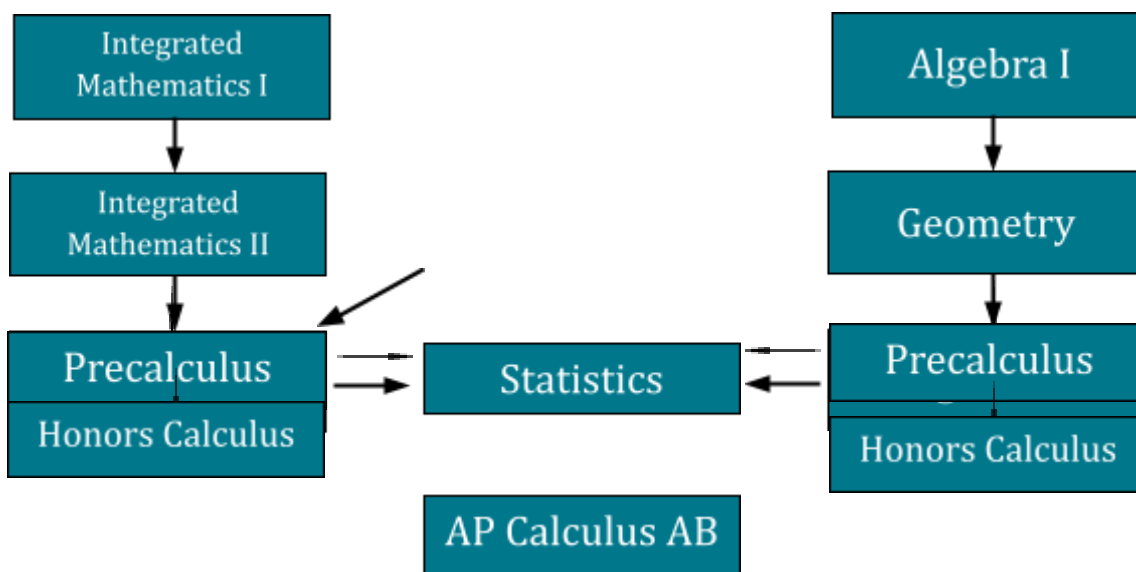 Integrated
Mathematics I
Algebra I
Integrated
Mathematics II
Geometry
Precalculus
Statistics
Precalculus
Honors Calculus
Honors Calculus
AP Calculus AB